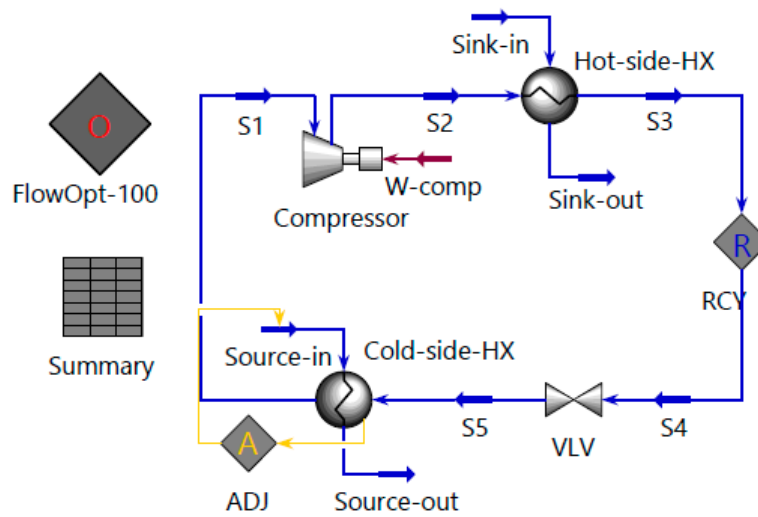 Sink-in
Hot-side-HX
S1
S2
S3
O
W-comp
FlowOpt-100
Sink-out
Compressor
R
RCY
Source-in
Cold-side-HX
Summary
S5
S4
A
VLV
ADJ
Source-out